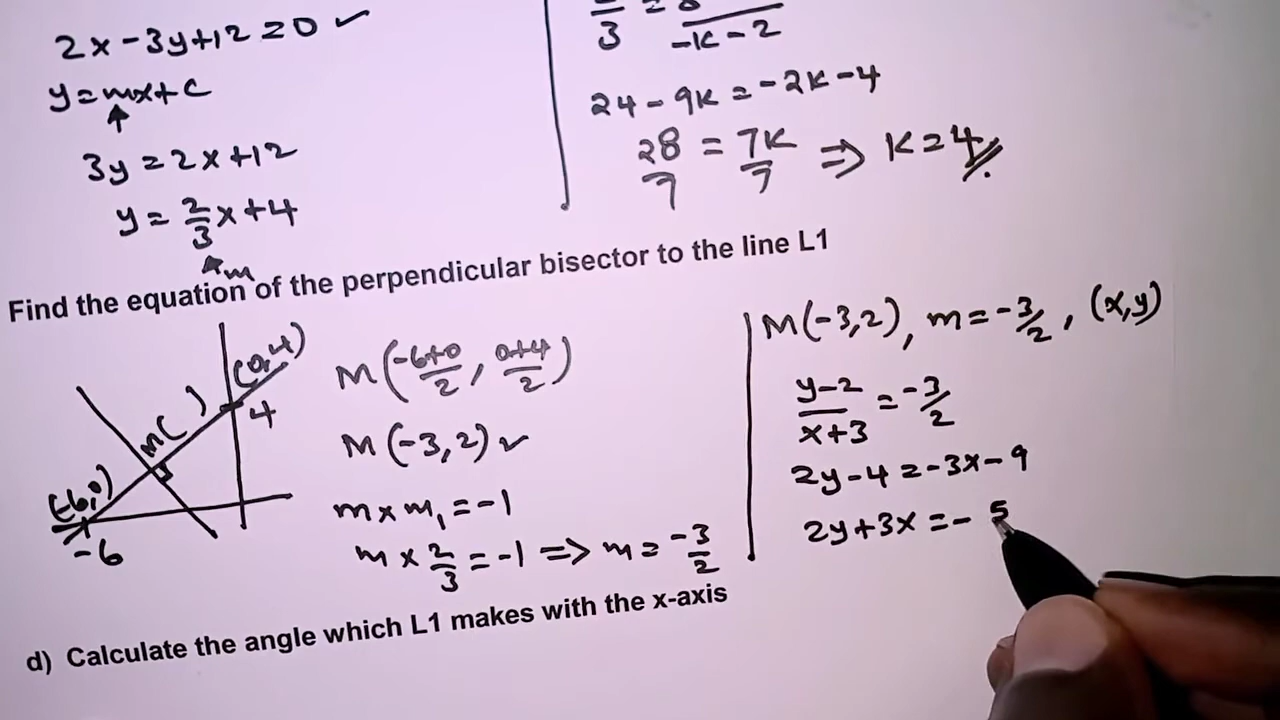 2x-3y+12=0 ✓
y=mx+c
3y=2x+12
y=2/3x+4
m
3 = -k-2
24-9k=-2k-4
28/7 = 7k/7 ⇒ k=4
Find the equation of the perpendicular bisector to the line L1
(0,4)
4
M( )
(-6,0)
-6
M(-6+0/2, 0+4/2)
M(-3,2) ✓
m×m₁=-1
m×2/3=-1 ⇒ m=-3/2
M(-3,2), m=-3/2, (x,y)
y-2/x+3=-3/2
2y-4=-3x-9
2y+3x=-5
d) Calculate the angle which L1 makes with the x-axis